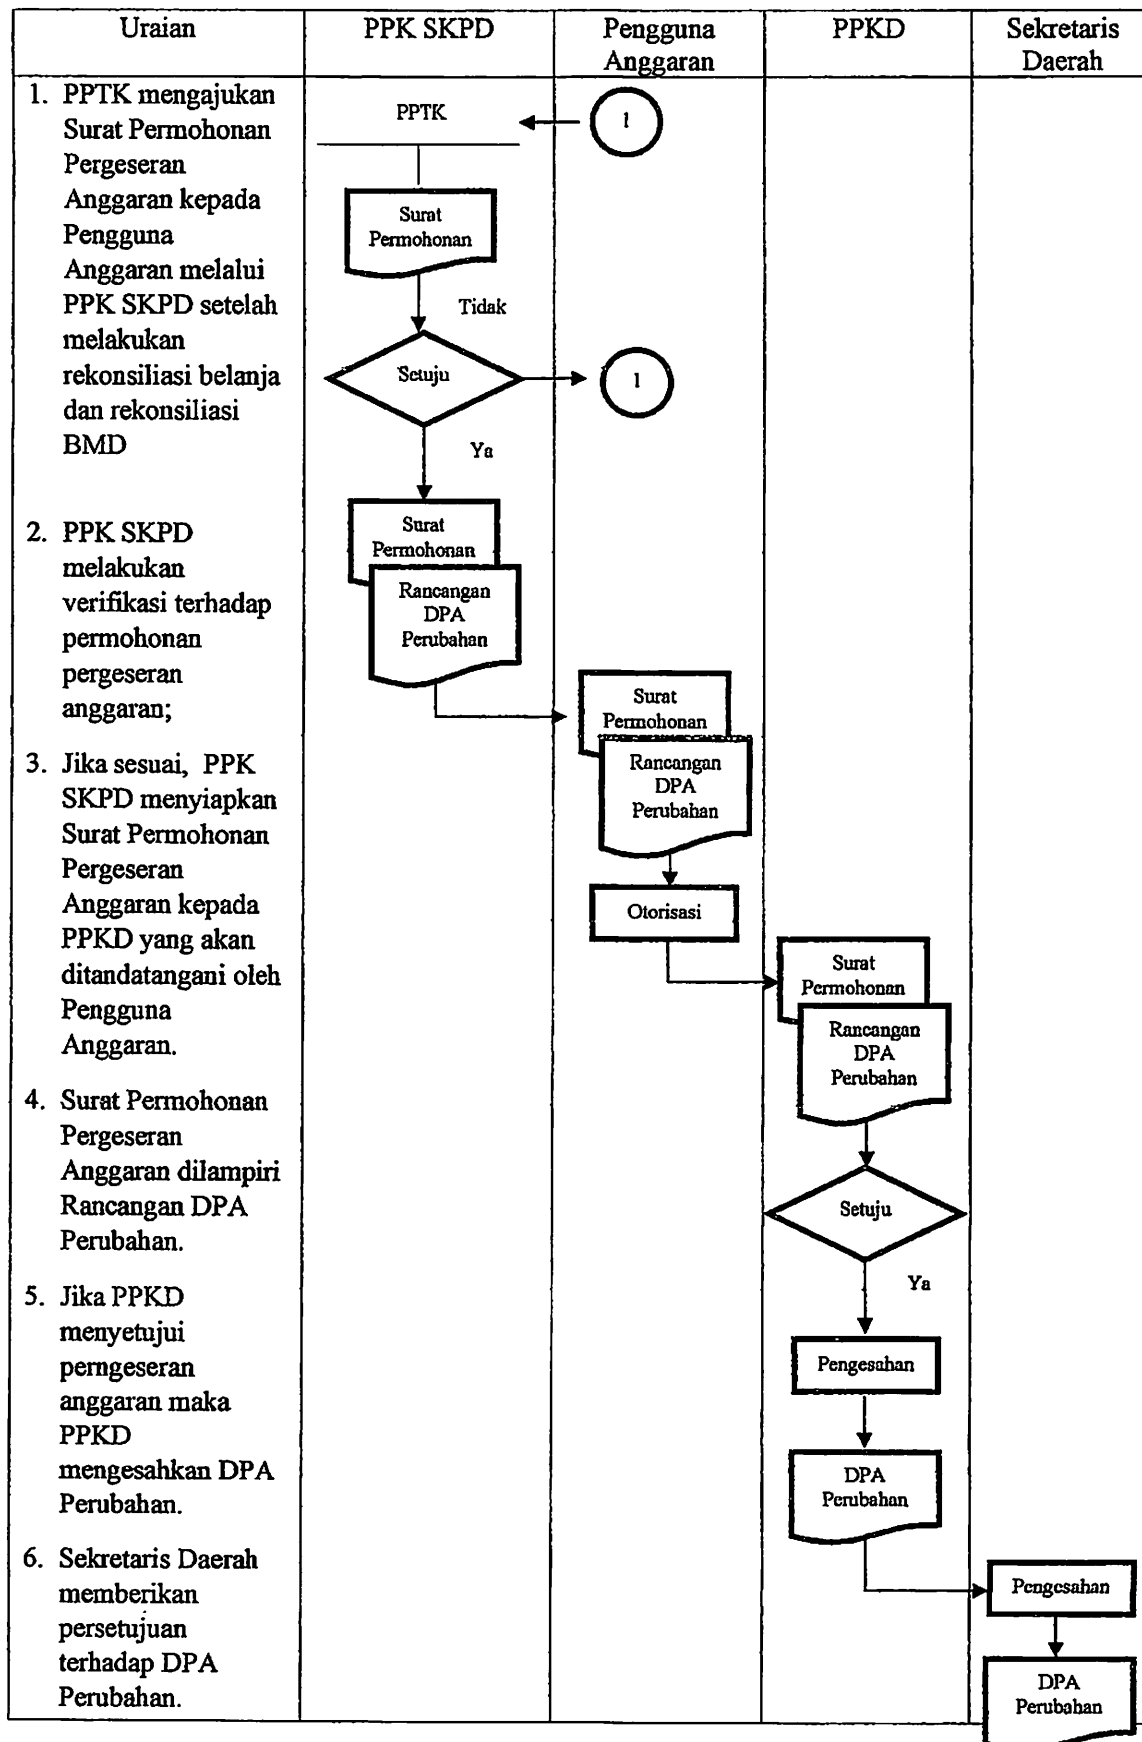 Uraian
PPK SKPD
Pengguna
Anggaran
PPKD
Sekretaris
Daerah
1. PPTK mengajukan
Surat Permohonan
Pergeseran
Anggaran kepada
Pengguna
Anggaran melalui
PPK SKPD setelah
melakukan
rekonsiliasi belanja
dan rekonsiliasi
BMD
2. PPK SKPD
melakukan
verifikasi terhadap
permohonan
pergeseran
anggaran;
3. Jika sesuai, PPK
SKPD menyiapkan
Surat Permohonan
Pergeseran
Anggaran kepada
PPKD yang akan
ditandatangani oleh
Pengguna
Anggaran.
4. Surat Permohonan
Pergeseran
Anggaran dilampiri
Rancangan DPA
Perubahan.
5. Jika PPKD
menyetujui
perngeseran
anggaran maka
PPKD
mengesahkan DPA
Perubahan.
6. Sekretaris Daerah
memberikan
persetujuan
terhadap DPA
Perubahan.
PPTK
1
Surat
Permohonan
Tidak
Setuju
1
Ya
Surat
Permohonan
Rancangan
DPA
Perubahan
Surat
Permohonan
Rancangan
DPA
Perubahan
Otorisasi
Surat
Permohonan
Rancangan
DPA
Perubahan
Setuju
Ya
Pengesahan
DPA
Perubahan
Pengesahan
DPA
Perubahan